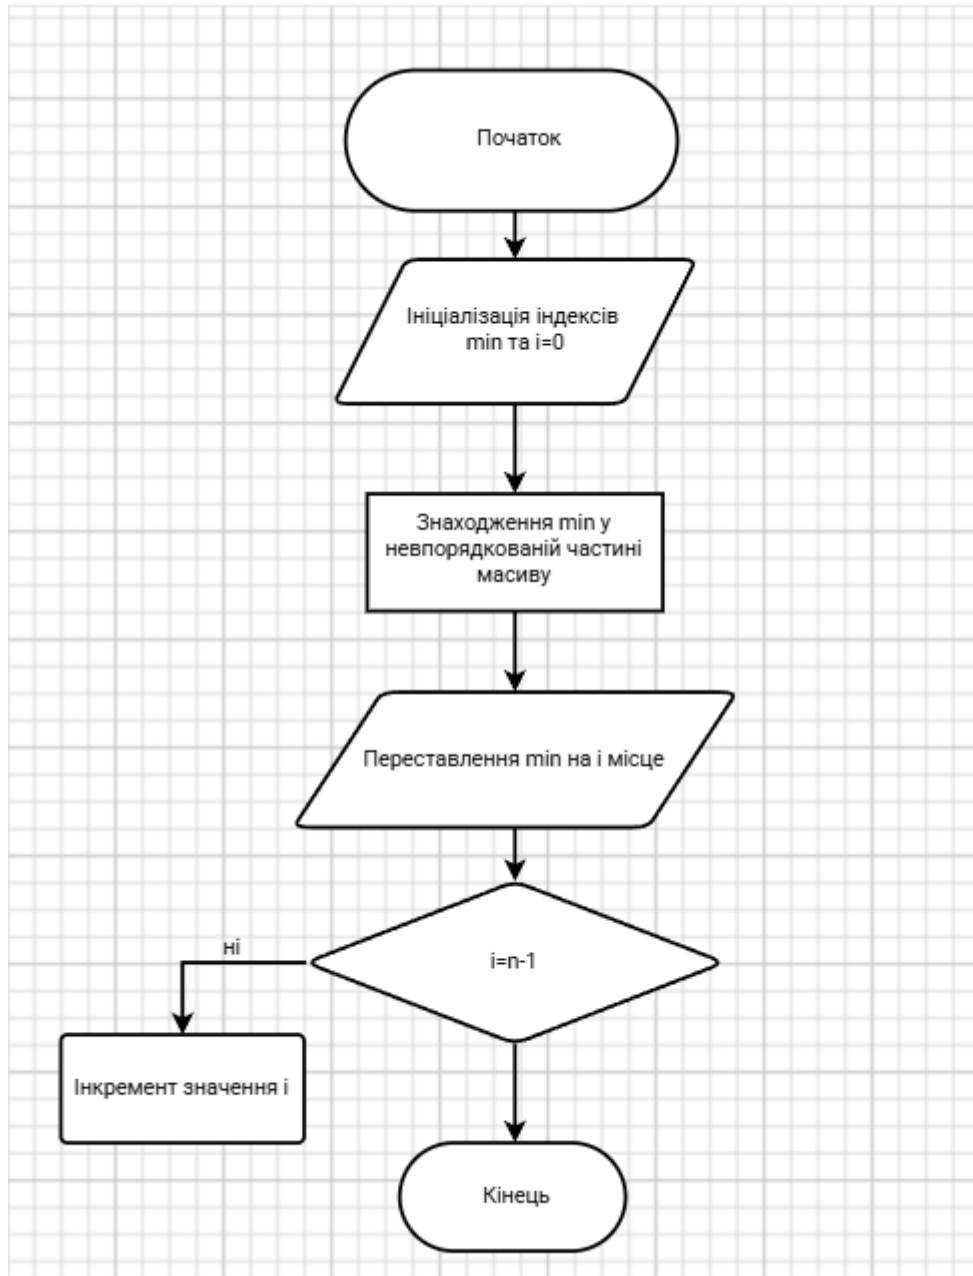 Початок
Ініціалізація індексів
min та i=0
Знаходження min у
невпорядкованій частині
масиву
Переставлення min на і місце
i=n-1
ні
Інкремент значення і
Кінець